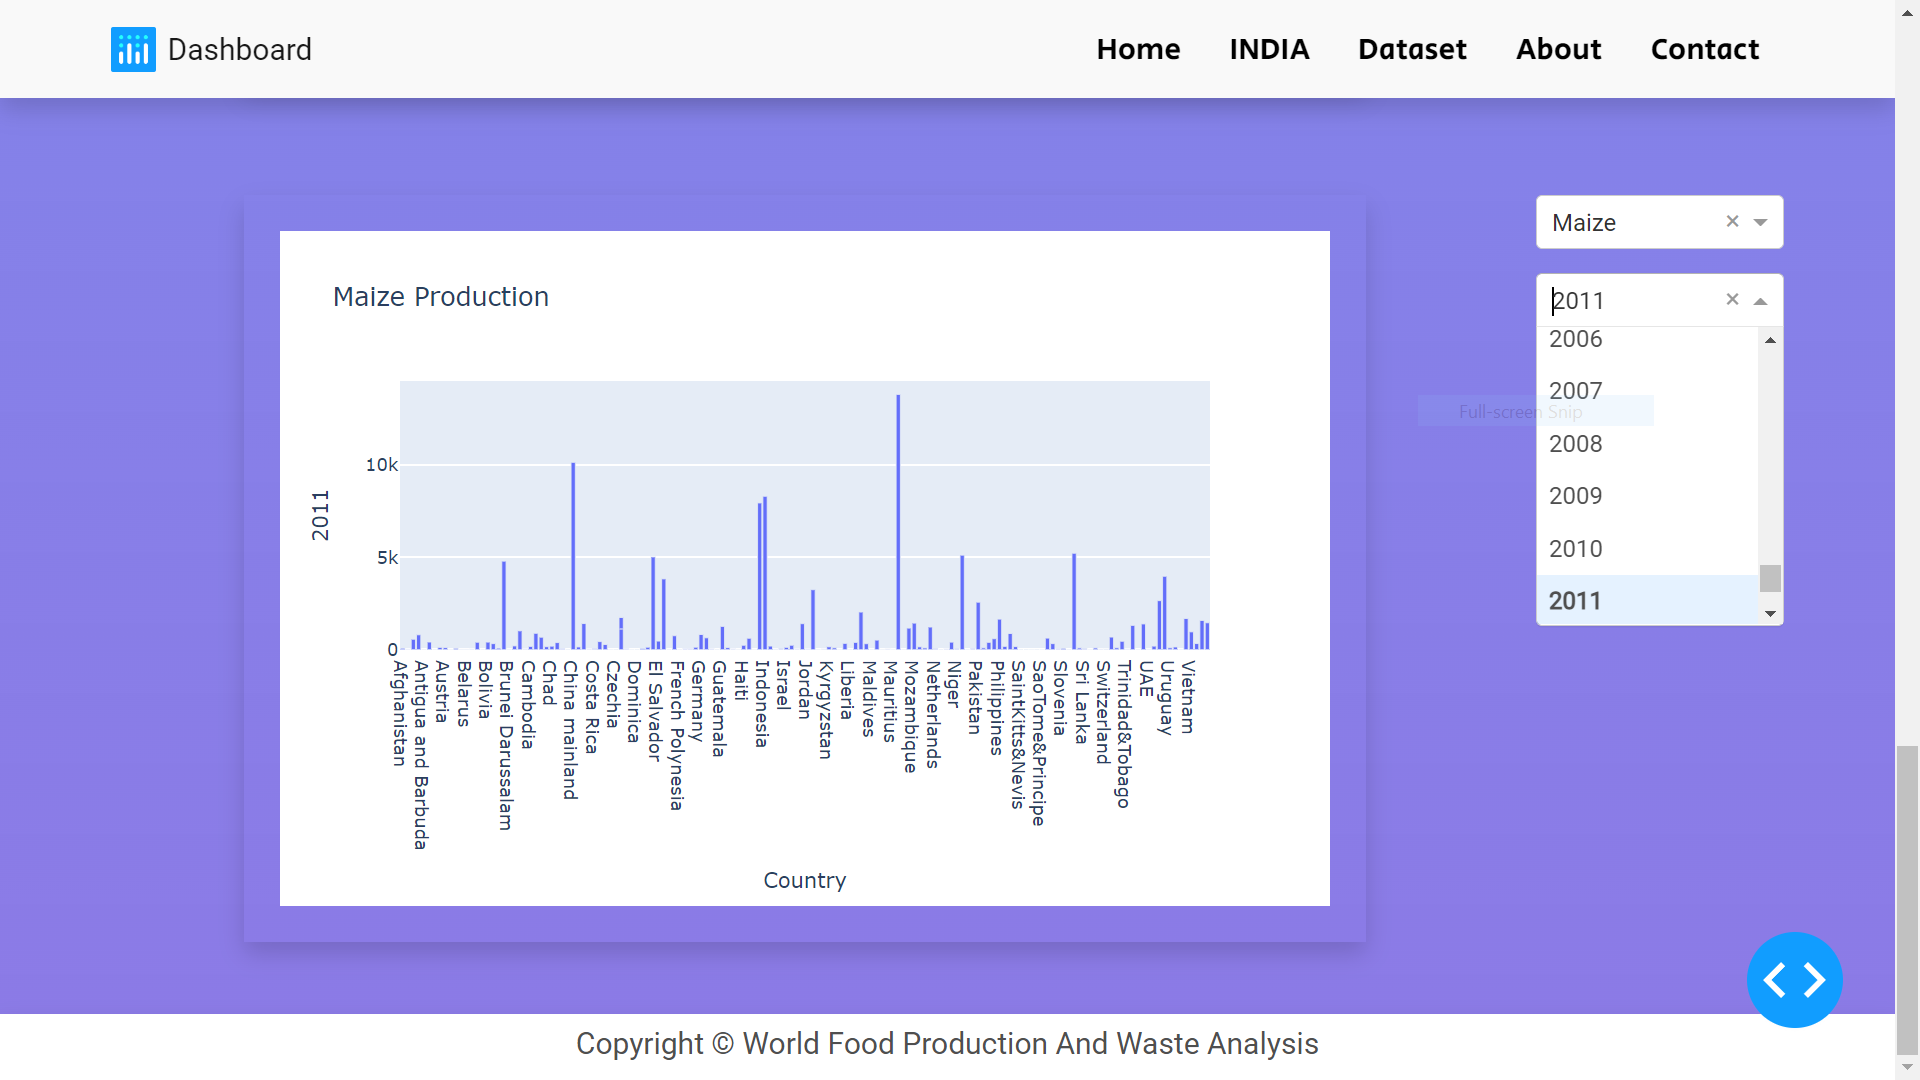 Dashboard
Home INDIA Dataset About Contact
Maize
2011
2006
2007
Full-screen Snip
2008
2009
2010
2011
Maize Production
2011
10k
5k
0
Afghanistan
Antigua and Barbuda
Austria
Belarus
Bolivia
Brunei Darussalam
Cambodia
Chad
China mainland
Costa Rica
Czechia
Dominica
El Salvador
French Polynesia
Germany
Guatemala
Haiti
Indonesia
Israel
Jordan
Kyrgyzstan
Liberia
Maldives
Mauritius
Mozambique
Netherlands
Niger
Pakistan
Philippines
SaintKitts&Nevis
SaoTome&Principe
Slovenia
Sri Lanka
Switzerland
Trinidad&Tobago
UAE
Uruguay
Vietnam
Country
Copyright © World Food Production And Waste Analysis